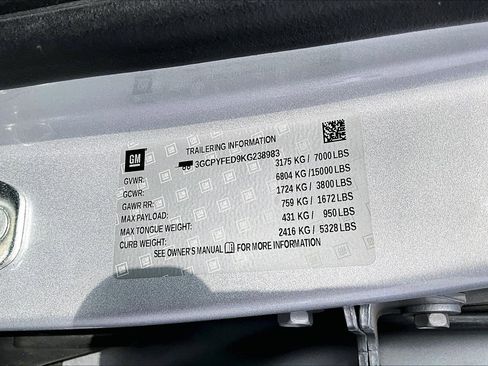 GM
TRAILERING INFORMATION
3GCPYFED9KG238983
GVWR: 3175 KG / 7000 LBS
GCWR: 6804 KG / 15000 LBS
GAWR RR: 1724 KG / 3800 LBS
MAX PAYLOAD: 759 KG / 1672 LBS
MAX TONGUE WEIGHT: 431 KG / 950 LBS
CURB WEIGHT: 2416 KG / 5328 LBS
SEE OWNER'S MANUAL FOR MORE INFORMATION